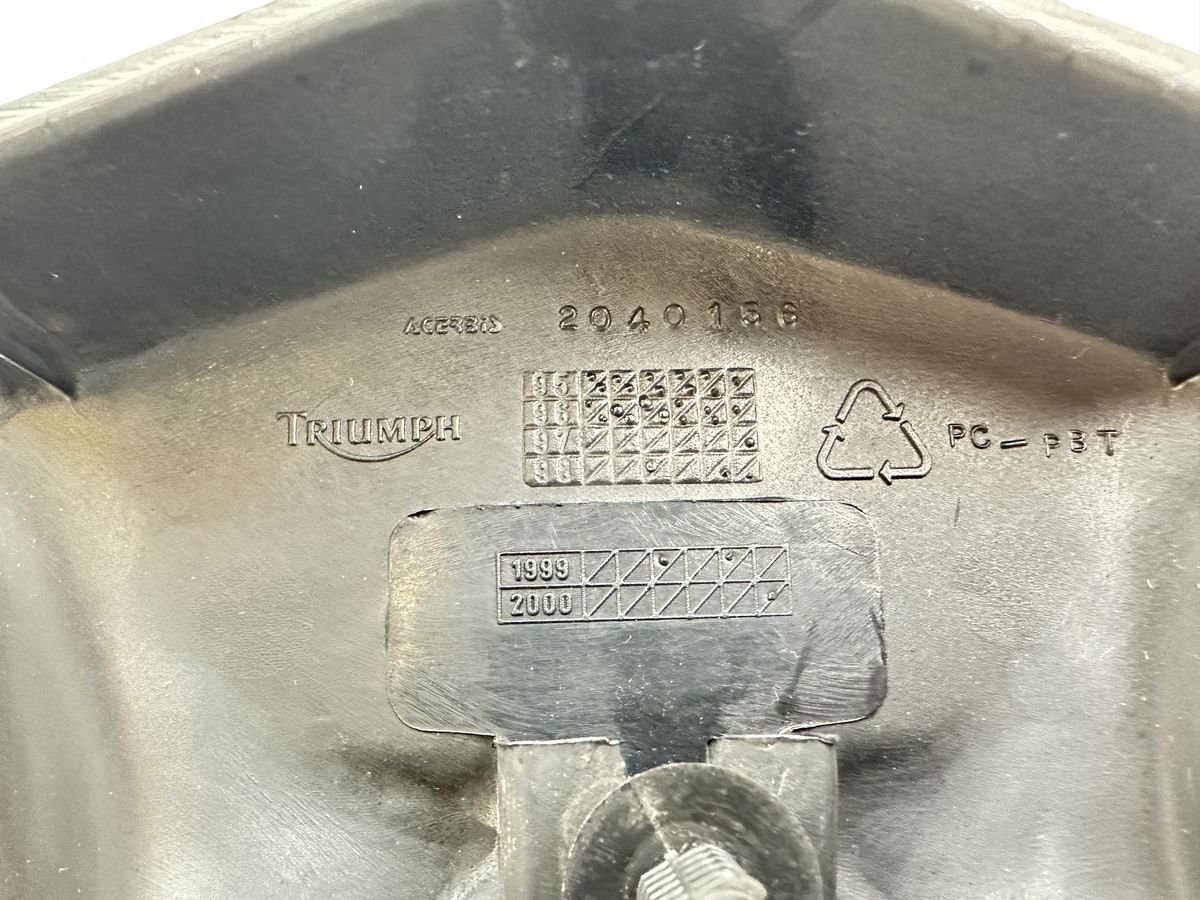 ACERBIS 2040156
TRIUMPH
95
96
97
98
PC-PBT
1999
2000